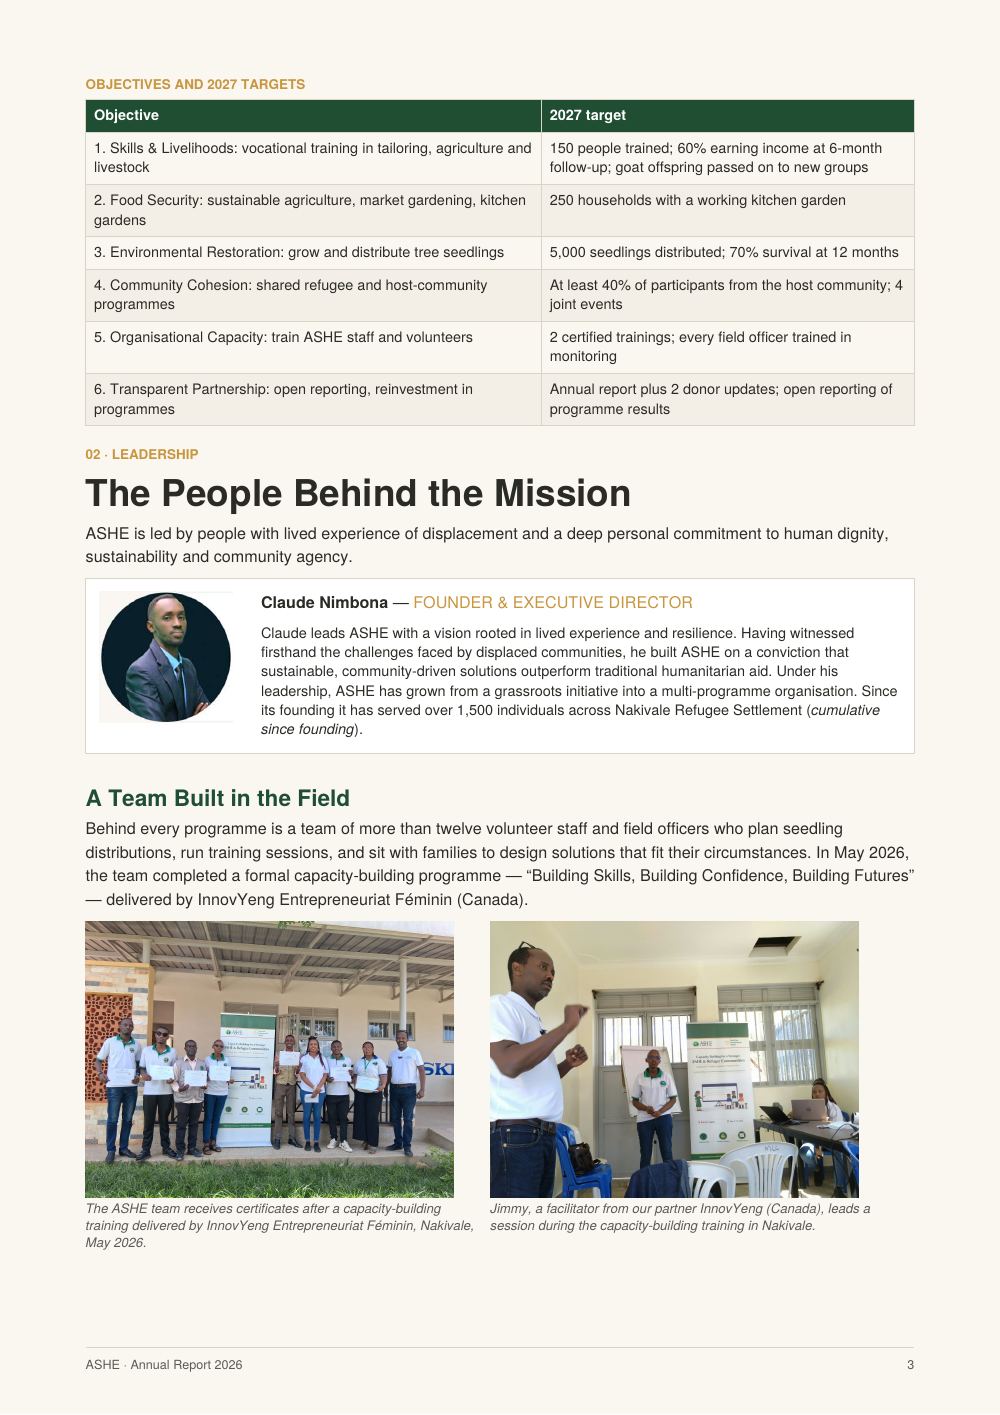 OBJECTIVES AND 2027 TARGETS
Objective
2027 target
1. Skills & Livelihoods: vocational training in tailoring, agriculture and
livestock
150 people trained; 60% earning income at 6-month
follow-up; goat offspring passed on to new groups
2. Food Security: sustainable agriculture, market gardening, kitchen
gardens
250 households with a working kitchen garden
3. Environmental Restoration: grow and distribute tree seedlings
5,000 seedlings distributed; 70% survival at 12 months
4. Community Cohesion: shared refugee and host-community
programmes
At least 40% of participants from the host community; 4
joint events
5. Organisational Capacity: train ASHE staff and volunteers
2 certified trainings; every field officer trained in
monitoring
6. Transparent Partnership: open reporting, reinvestment in
programmes
Annual report plus 2 donor updates; open reporting of
programme results
02 · LEADERSHIP
The People Behind the Mission
ASHE is led by people with lived experience of displacement and a deep personal commitment to human dignity,
sustainability and community agency.
Claude Nimbona — FOUNDER & EXECUTIVE DIRECTOR
Claude leads ASHE with a vision rooted in lived experience and resilience. Having witnessed
firsthand the challenges faced by displaced communities, he built ASHE on a conviction that
sustainable, community-driven solutions outperform traditional humanitarian aid. Under his
leadership, ASHE has grown from a grassroots initiative into a multi-programme organisation. Since
its founding it has served over 1,500 individuals across Nakivale Refugee Settlement (cumulative
since founding).
A Team Built in the Field
Behind every programme is a team of more than twelve volunteer staff and field officers who plan seedling
distributions, run training sessions, and sit with families to design solutions that fit their circumstances. In May 2026,
the team completed a formal capacity-building programme — “Building Skills, Building Confidence, Building Futures”
— delivered by InnovYeng Entrepreneuriat Féminin (Canada).
ASHE
ASHE & Refugee Communities
SKI
ASHE
Capacity Building for a Stronger
ASHE & Refugee Communities
The ASHE team receives certificates after a capacity-building
training delivered by InnovYeng Entrepreneuriat Féminin, Nakivale,
May 2026.
Jimmy, a facilitator from our partner InnovYeng (Canada), leads a
session during the capacity-building training in Nakivale.
ASHE · Annual Report 2026
3